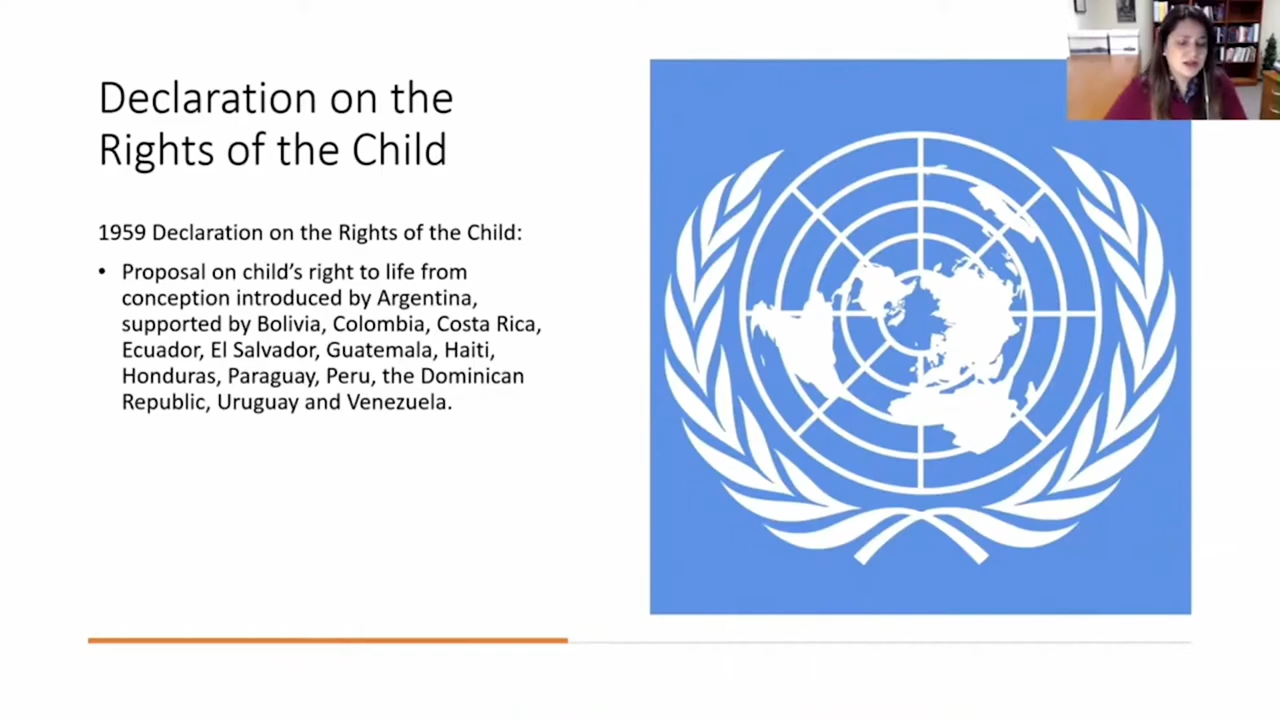 Declaration on the
Rights of the Child
1959 Declaration on the Rights of the Child:
• Proposal on child’s right to life from
conception introduced by Argentina,
supported by Bolivia, Colombia, Costa Rica,
Ecuador, El Salvador, Guatemala, Haiti,
Honduras, Paraguay, Peru, the Dominican
Republic, Uruguay and Venezuela.